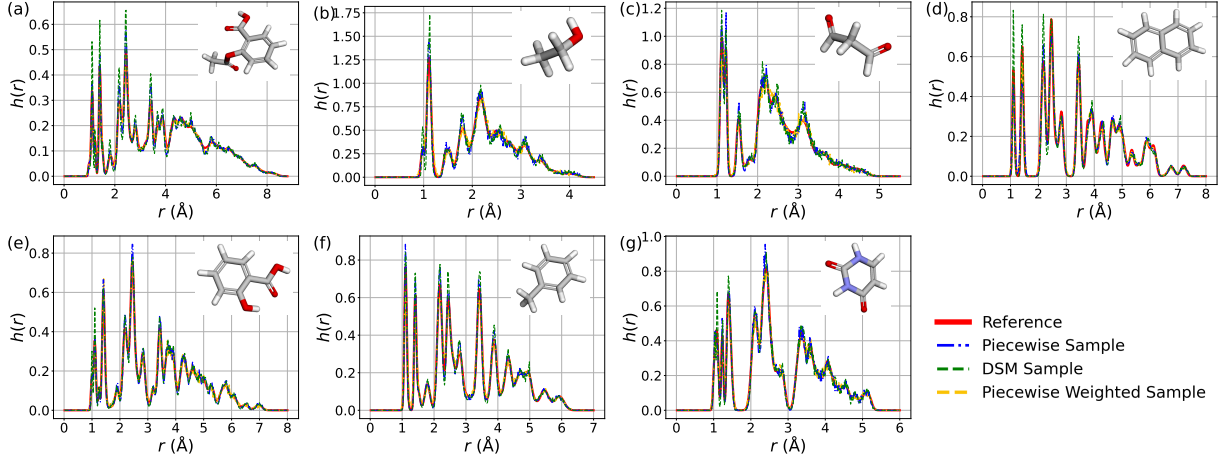 (a)
h(r)
0.6
0.5
0.4
0.3
0.2
0.1
0.0
0 2 4 6 8
r (Å)
(b)
h(r)
1.75
1.50
1.25
1.00
0.75
0.50
0.25
0.00
0 1 2 3 4
r (Å)
(c)
h(r)
1.2
1.0
0.8
0.6
0.4
0.2
0.0
0 1 2 3 4 5
r (Å)
(d)
h(r)
0.8
0.6
0.4
0.2
0.0
0 1 2 3 4 5 6 7 8
r (Å)
(e)
h(r)
0.8
0.6
0.4
0.2
0.0
0 1 2 3 4 5 6 7 8
r (Å)
(f)
h(r)
0.8
0.6
0.4
0.2
0.0
0 1 2 3 4 5 6 7
r (Å)
(g)
h(r)
1.0
0.8
0.6
0.4
0.2
0.0
0 1 2 3 4 5 6
r (Å)
Reference
Piecewise Sample
DSM Sample
Piecewise Weighted Sample